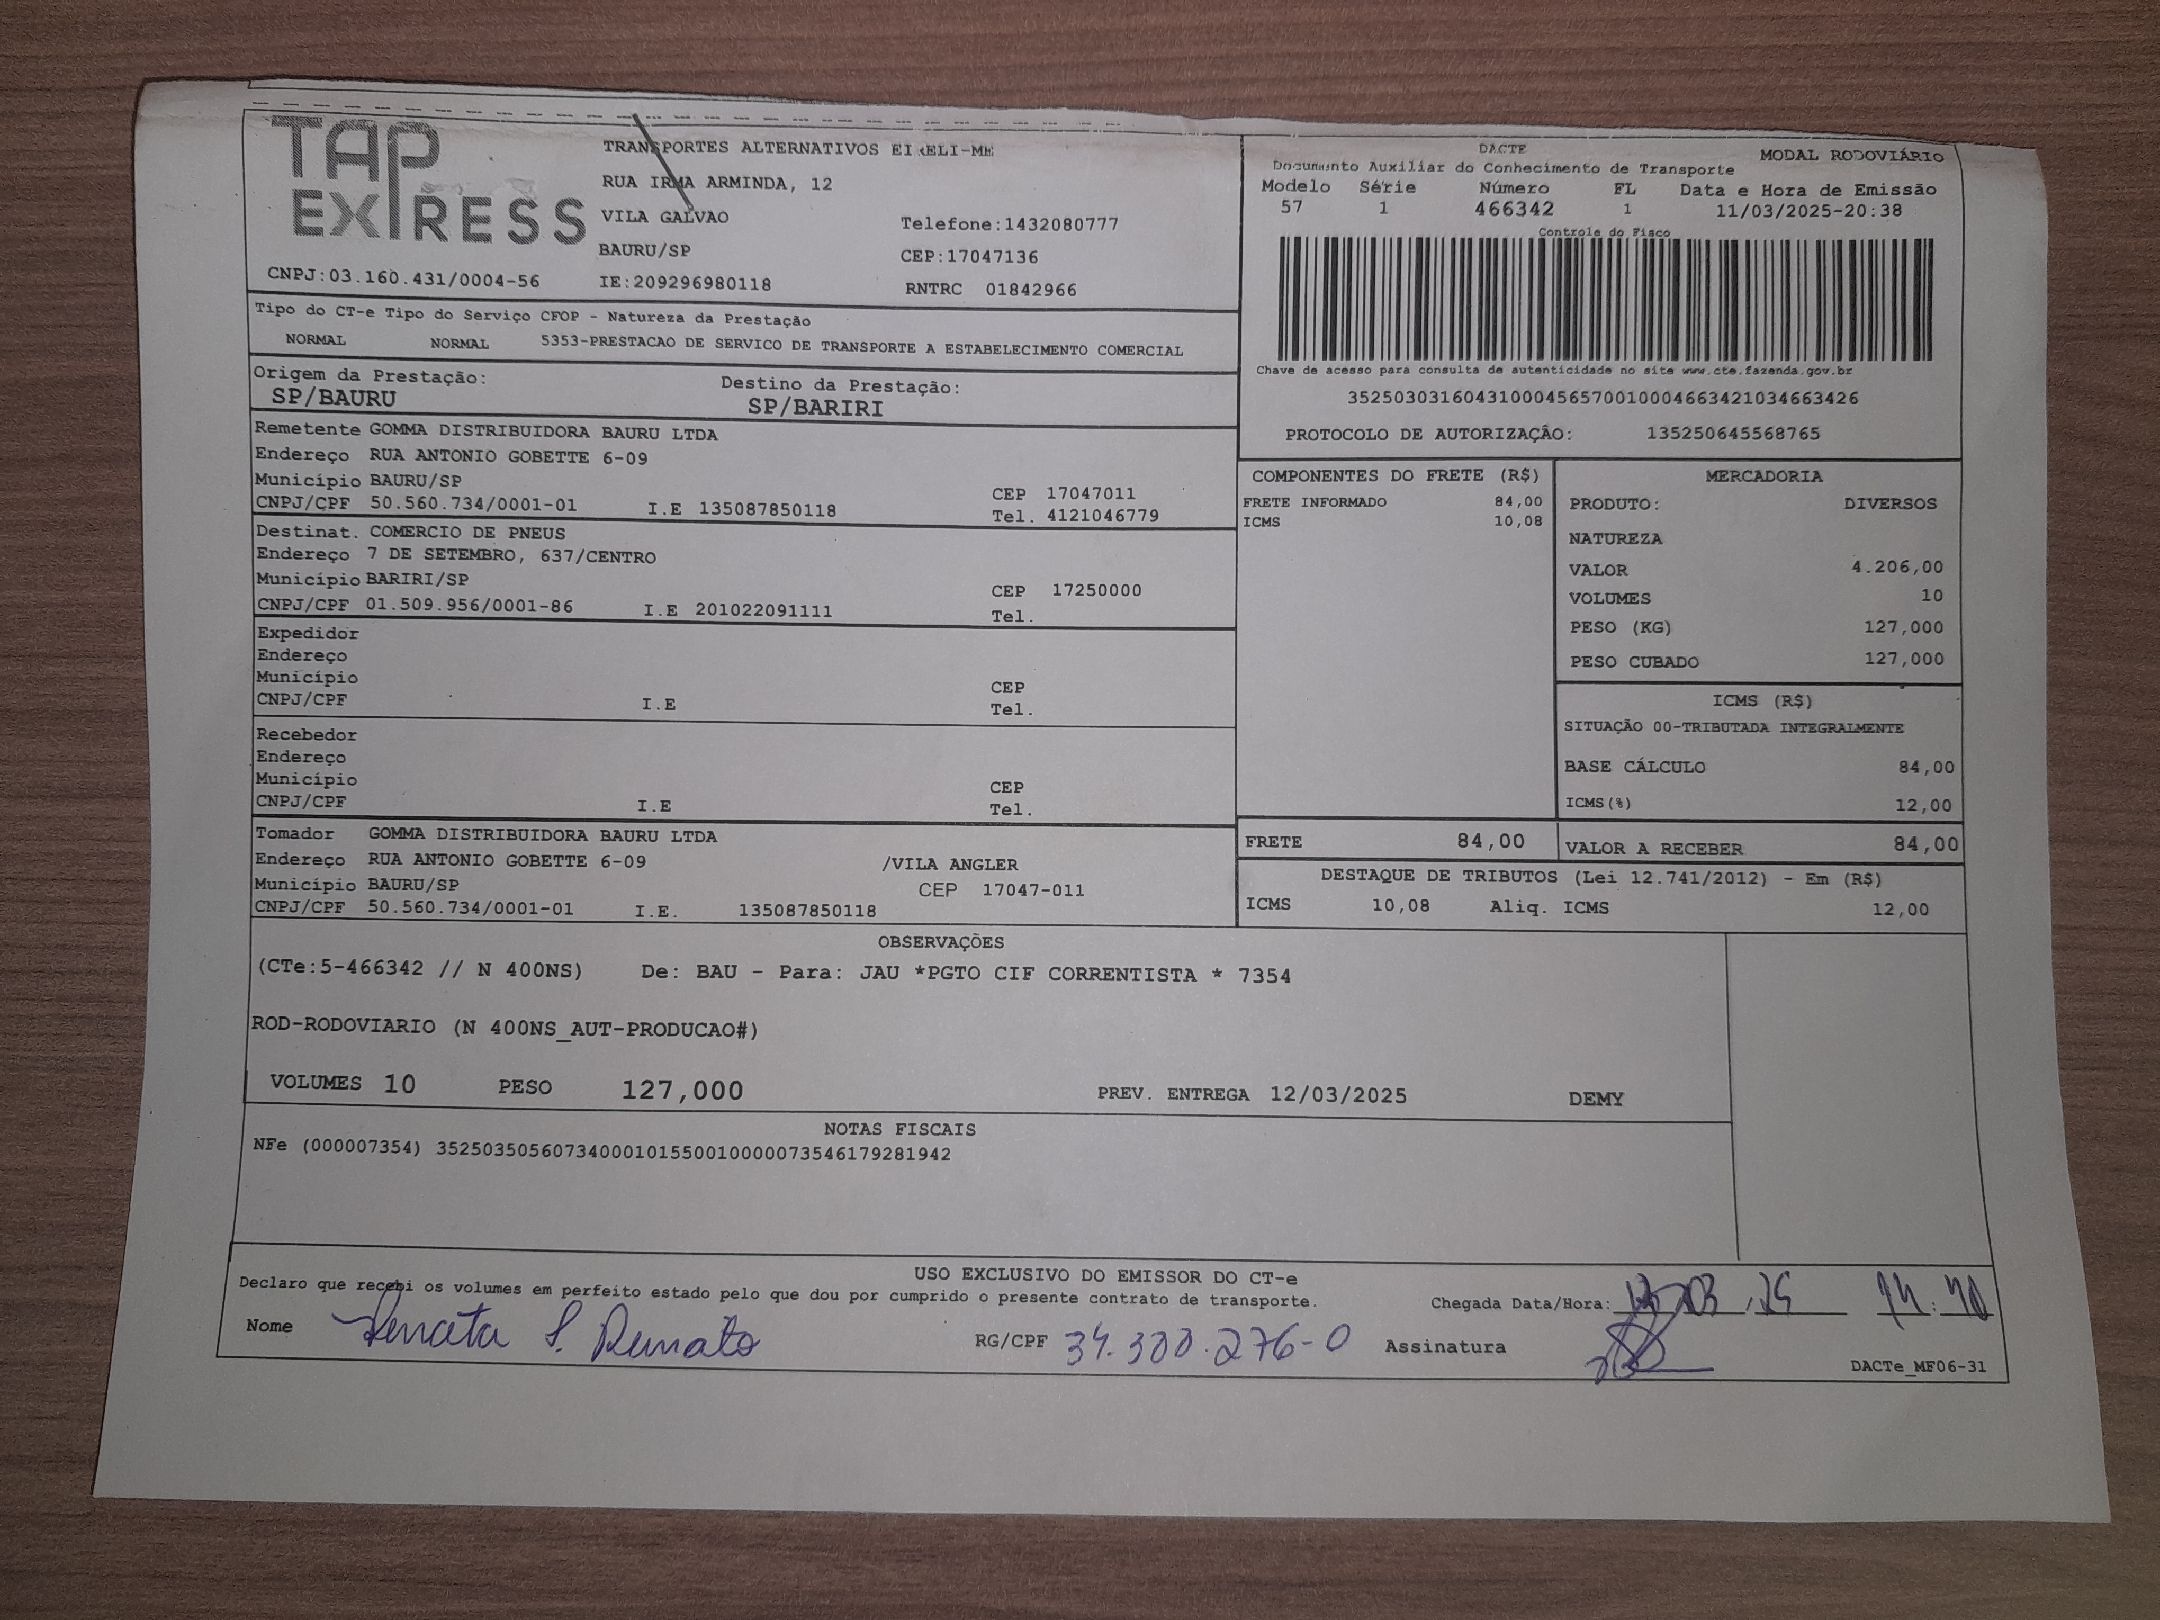 TAP
EXPRESS
CNPJ:03.160.431/0004-56
TRANSPORTES ALTERNATIVOS EIRELI-ME
RUA IRMA ARMINDA, 12
VILA GALVAO
Telefone:1432080777
BAURU/SP
CEP:17047136
IE:209296980118
RNTRC 01842966
DACTE
MODAL RODOVIÁRIO
Documento Auxiliar do Conhecimento de Transporte
Modelo Série Número FL Data e Hora de Emissão
57 1 466342 1 11/03/2025-20:38
Controle do Fisco
Chave de acesso para consulta de autenticidade no site www.cte.fazenda.gov.br
35250303160431000456570010004663421034663426
PROTOCOLO DE AUTORIZAÇÃO: 135250645568765
Tipo do CT-e Tipo do Serviço CFOP - Natureza da Prestação
NORMAL NORMAL 5353-PRESTACAO DE SERVICO DE TRANSPORTE A ESTABELECIMENTO COMERCIAL
Origem da Prestação: Destino da Prestação:
SP/BAURU SP/BARIRI
Remetente GOMMA DISTRIBUIDORA BAURU LTDA
Endereço RUA ANTONIO GOBETTE 6-09
Município BAURU/SP CEP 17047011
CNPJ/CPF 50.560.734/0001-01 I.E 135087850118 Tel. 4121046779
Destinat. COMERCIO DE PNEUS
Endereço 7 DE SETEMBRO, 637/CENTRO
Município BARIRI/SP CEP 17250000
CNPJ/CPF 01.509.956/0001-86 I.E 201022091111 Tel.
Expedidor
Endereço
Município CEP
CNPJ/CPF I.E Tel.
Recebedor
Endereço
Município CEP
CNPJ/CPF I.E Tel.
Tomador GOMMA DISTRIBUIDORA BAURU LTDA
Endereço RUA ANTONIO GOBETTE 6-09 /VILA ANGLER
Município BAURU/SP CEP 17047-011
CNPJ/CPF 50.560.734/0001-01 I.E. 135087850118
COMPONENTES DO FRETE (R$)
FRETE INFORMADO 84,00
ICMS 10,08
MERCADORIA
PRODUTO: DIVERSOS
NATUREZA
VALOR 4.206,00
VOLUMES 10
PESO (KG) 127,000
PESO CUBADO 127,000
ICMS (R$)
SITUAÇÃO 00-TRIBUTADA INTEGRALMENTE
BASE CÁLCULO 84,00
ICMS(%) 12,00
FRETE 84,00 VALOR A RECEBER 84,00
DESTAQUE DE TRIBUTOS (Lei 12.741/2012) - Em (R$)
ICMS 10,08 Aliq. ICMS 12,00
OBSERVAÇÕES
(CTe:5-466342 // N 400NS) De: BAU - Para: JAU *PGTO CIF CORRENTISTA * 7354
ROD-RODOVIARIO (N 400NS_AUT-PRODUCAO#)
VOLUMES 10 PESO 127,000 PREV. ENTREGA 12/03/2025 DEMY
NOTAS FISCAIS
NFe (000007354) 35250350560734000101550010000073546179281942
USO EXCLUSIVO DO EMISSOR DO CT-e
Declaro que recebi os volumes em perfeito estado pelo que dou por cumprido o presente contrato de transporte.
Chegada Data/Hora:
Nome Renata S. RG/CPF 34.300.276-0 Assinatura
DACTe_MF06-31